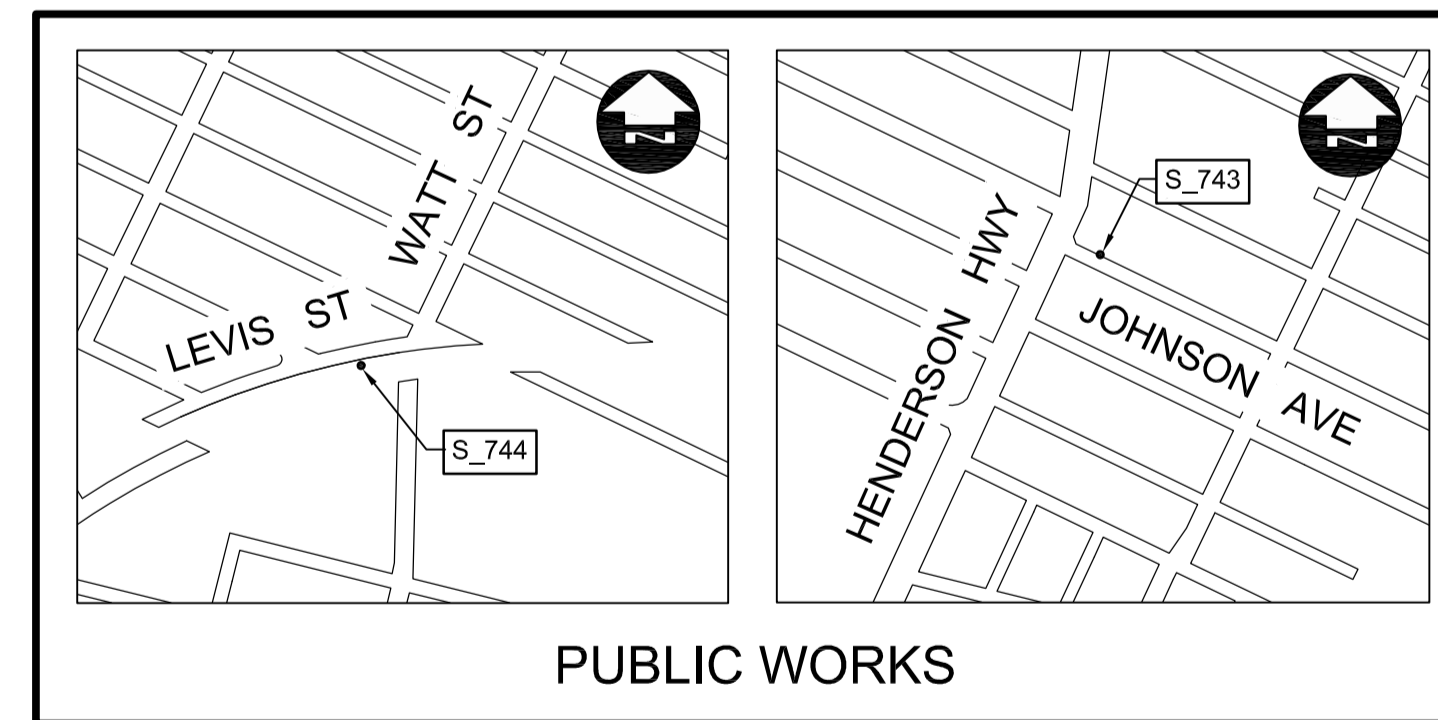 WATT ST
LEVIS ST
S_744
N
S_743
HENDERSON HWY
JOHNSON AVE
N
PUBLIC WORKS